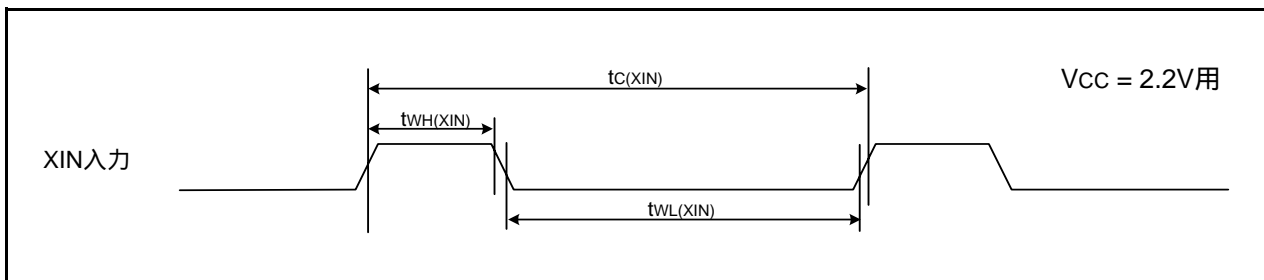 tC(XIN)
VCC = 2.2V用
tWH(XIN)
XIN入力
tWL(XIN)